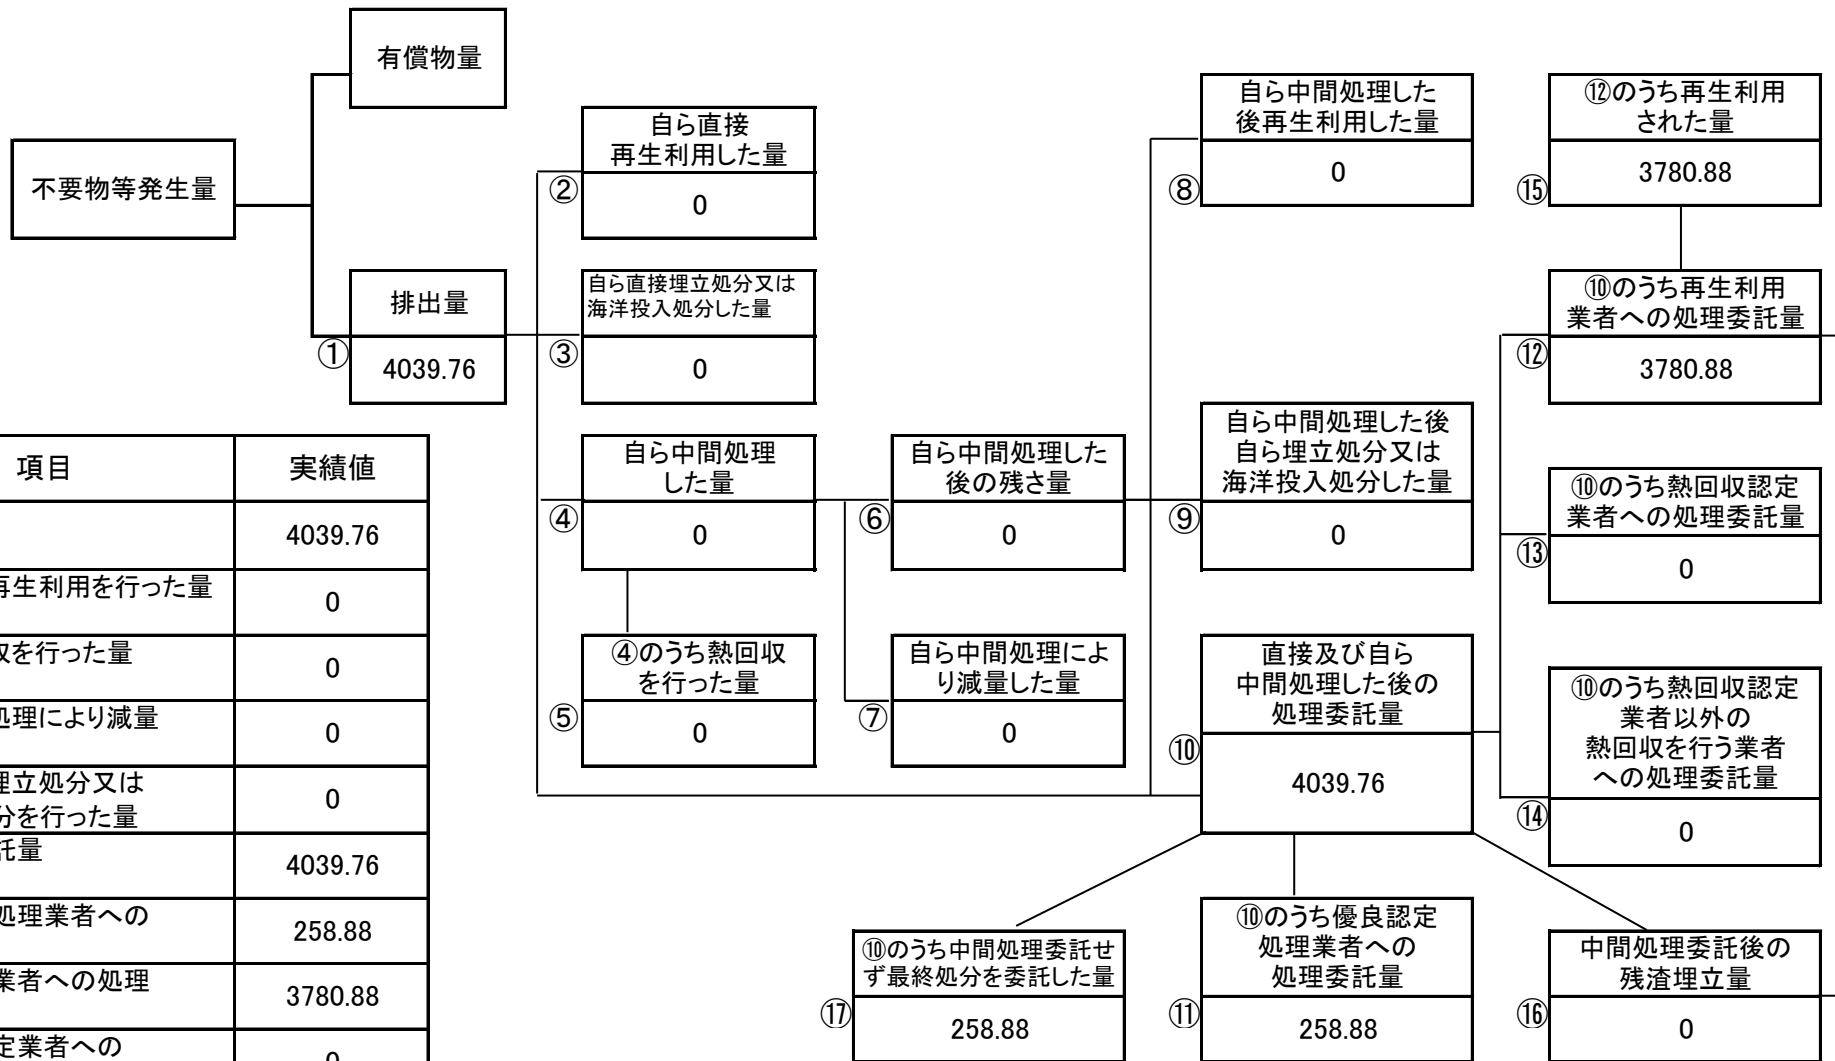 有償物量
不要物等発生量
排出量
①
4039.76
自ら直接
再生利用した量
②
0
自ら直接埋立処分又は
海洋投入処分した量
③
0
自ら中間処理
した量
④
0
④のうち熱回収
を行った量
⑤
0
自ら中間処理した
後の残さ量
⑥
0
自ら中間処理によ
り減量した量
⑦
0
自ら中間処理した
後再生利用した量
⑧
0
自ら中間処理した後
自ら埋立処分又は
海洋投入処分した量
⑨
0
直接及び自ら
中間処理した後の
処理委託量
⑩
4039.76
⑫のうち再生利用
された量
⑮
3780.88
⑩のうち再生利用
業者への処理委託量
⑫
3780.88
⑩のうち熱回収認定
業者への処理委託量
⑬
0
⑩のうち熱回収認定
業者以外の
熱回収を行う業者
への処理委託量
⑭
0
⑩のうち中間処理委託せ
ず最終処分を委託した量
⑰
258.88
⑩のうち優良認定
処理業者への
処理委託量
⑪
258.88
中間処理委託後の
残渣埋立量
⑯
0
項目 実績値
4039.76
再生利用を行った量 0
を行った量 0
処理により減量 0
埋立処分又は
を行った量 0
託量 4039.76
処理業者への 258.88
業者への処理 3780.88
定業者への 0